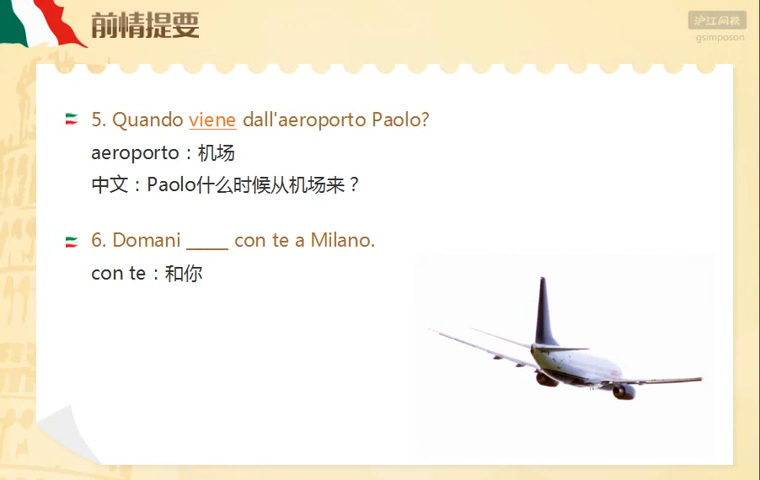 前情提要
沪江网校
gsimposon
5. Quando viene dall'aeroporto Paolo?
aeroporto：机场
中文：Paolo什么时候从机场来？
6. Domani _____ con te a Milano.
con te：和你